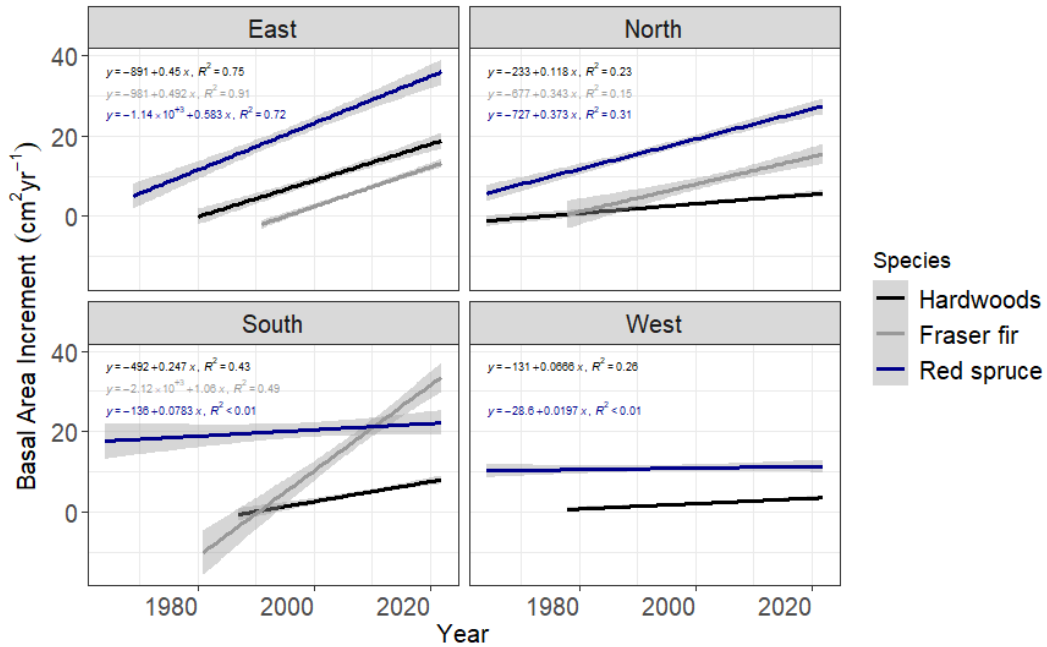 East
North
40
20
0
y = −891 + 0.45 x, R² = 0.75
y = −981 + 0.492 x, R² = 0.91
y = −1.14 × 10⁺³ + 0.583 x, R² = 0.72
y = −233 + 0.118 x, R² = 0.23
y = −677 + 0.343 x, R² = 0.15
y = −727 + 0.373 x, R² = 0.31
Basal Area Increment (cm²yr⁻¹)
South
West
40
20
0
y = −492 + 0.247 x, R² = 0.43
y = −2.12 × 10⁺³ + 1.06 x, R² = 0.49
y = −136 + 0.0783 x, R² < 0.01
y = −131 + 0.0666 x, R² = 0.26
y = −28.6 + 0.0197 x, R² < 0.01
1980 2000 2020
1980 2000 2020
Year
Species
Hardwoods
Fraser fir
Red spruce